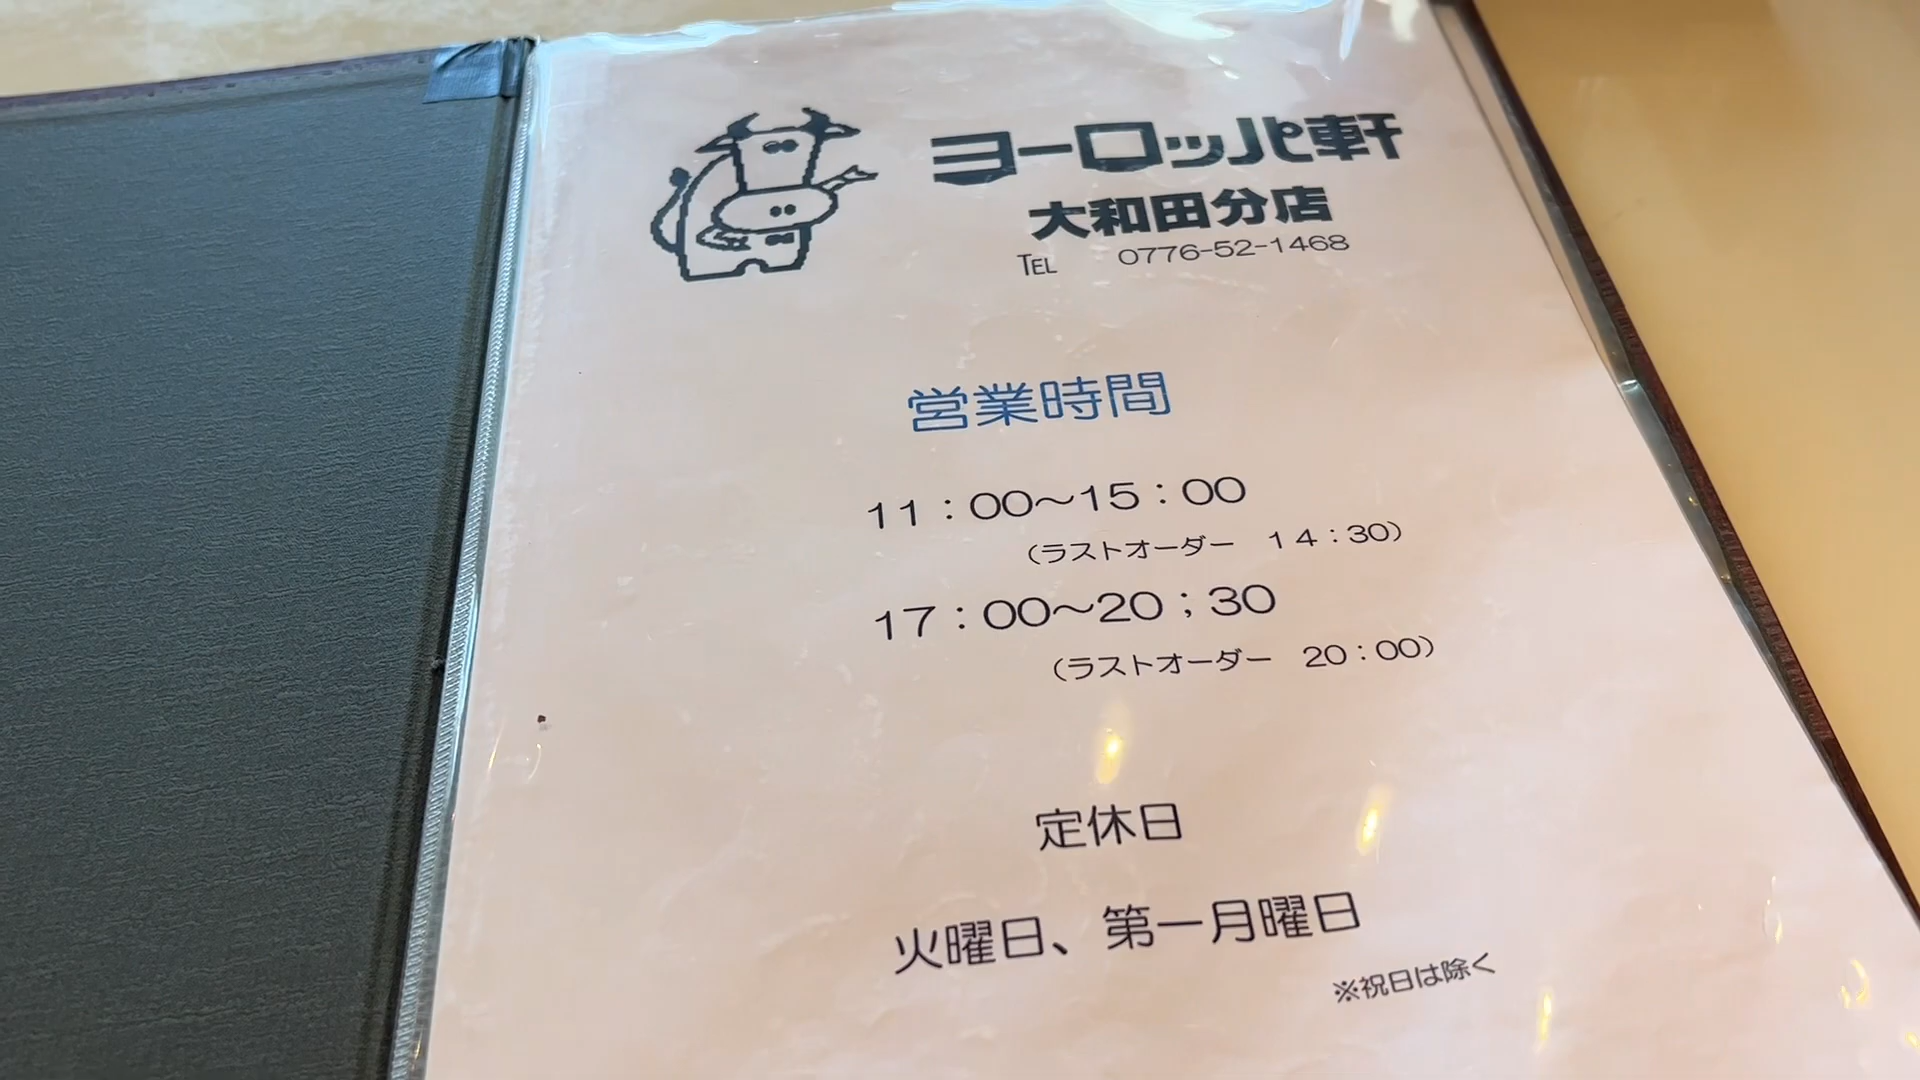 ヨーロッパ軒
大和田分店
TEL 0776-52-1468
営業時間
11：00～15：00
（ラストオーダー 14：30）
17：00～20；30
（ラストオーダー 20：00）
定休日
火曜日、第一月曜日
※祝日は除く